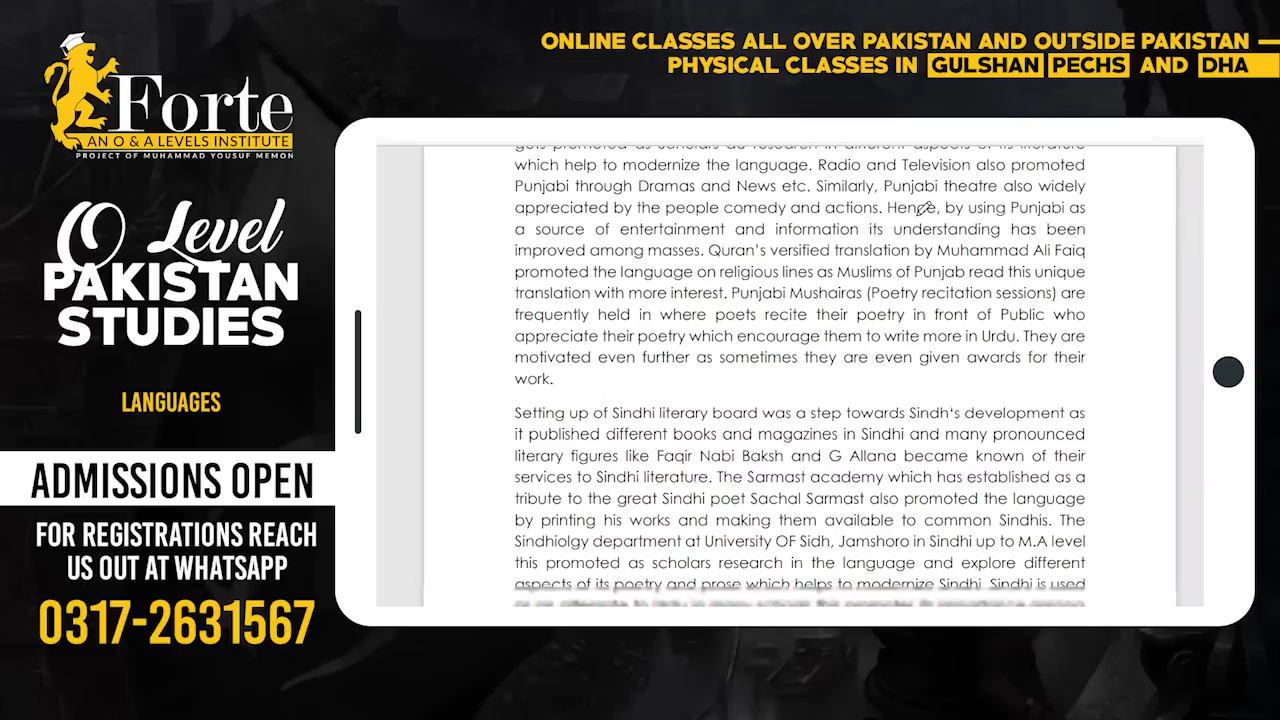 Forte
AN O & A LEVELS INSTITUTE
PROJECT OF MUHAMMAD YOUSUF MEMON
O Level
PAKISTAN
STUDIES
LANGUAGES
ADMISSIONS OPEN
FOR REGISTRATIONS REACH
US OUT AT WHATSAPP
0317-2631567
ONLINE CLASSES ALL OVER PAKISTAN AND OUTSIDE PAKISTAN
PHYSICAL CLASSES IN GULSHAN PECHS AND DHA
gets promoted as scholars do research in different aspects of its literature
which help to modernize the language. Radio and Television also promoted
Punjabi through Dramas and News etc. Similarly, Punjabi theatre also widely
appreciated by the people comedy and actions. Hence, by using Punjabi as
a source of entertainment and information its understanding has been
improved among masses. Quran's versified translation by Muhammad Ali Faiq
promoted the language on religious lines as Muslims of Punjab read this unique
translation with more interest. Punjabi Mushairas (Poetry recitation sessions) are
frequently held in where poets recite their poetry in front of Public who
appreciate their poetry which encourage them to write more in Urdu. They are
motivated even further as sometimes they are even given awards for their
work.
Setting up of Sindhi literary board was a step towards Sindh's development as
it published different books and magazines in Sindhi and many pronounced
literary figures like Faqir Nabi Baksh and G Allana became known of their
services to Sindhi literature. The Sarmast academy which has established as a
tribute to the great Sindhi poet Sachal Sarmast also promoted the language
by printing his works and making them available to common Sindhis. The
Sindhiolgy department at University OF Sidh, Jamshoro in Sindhi up to M.A level
this promoted as scholars research in the language and explore different
aspects of its poetry and prose which helps to modernize Sindhi. Sindhi is used